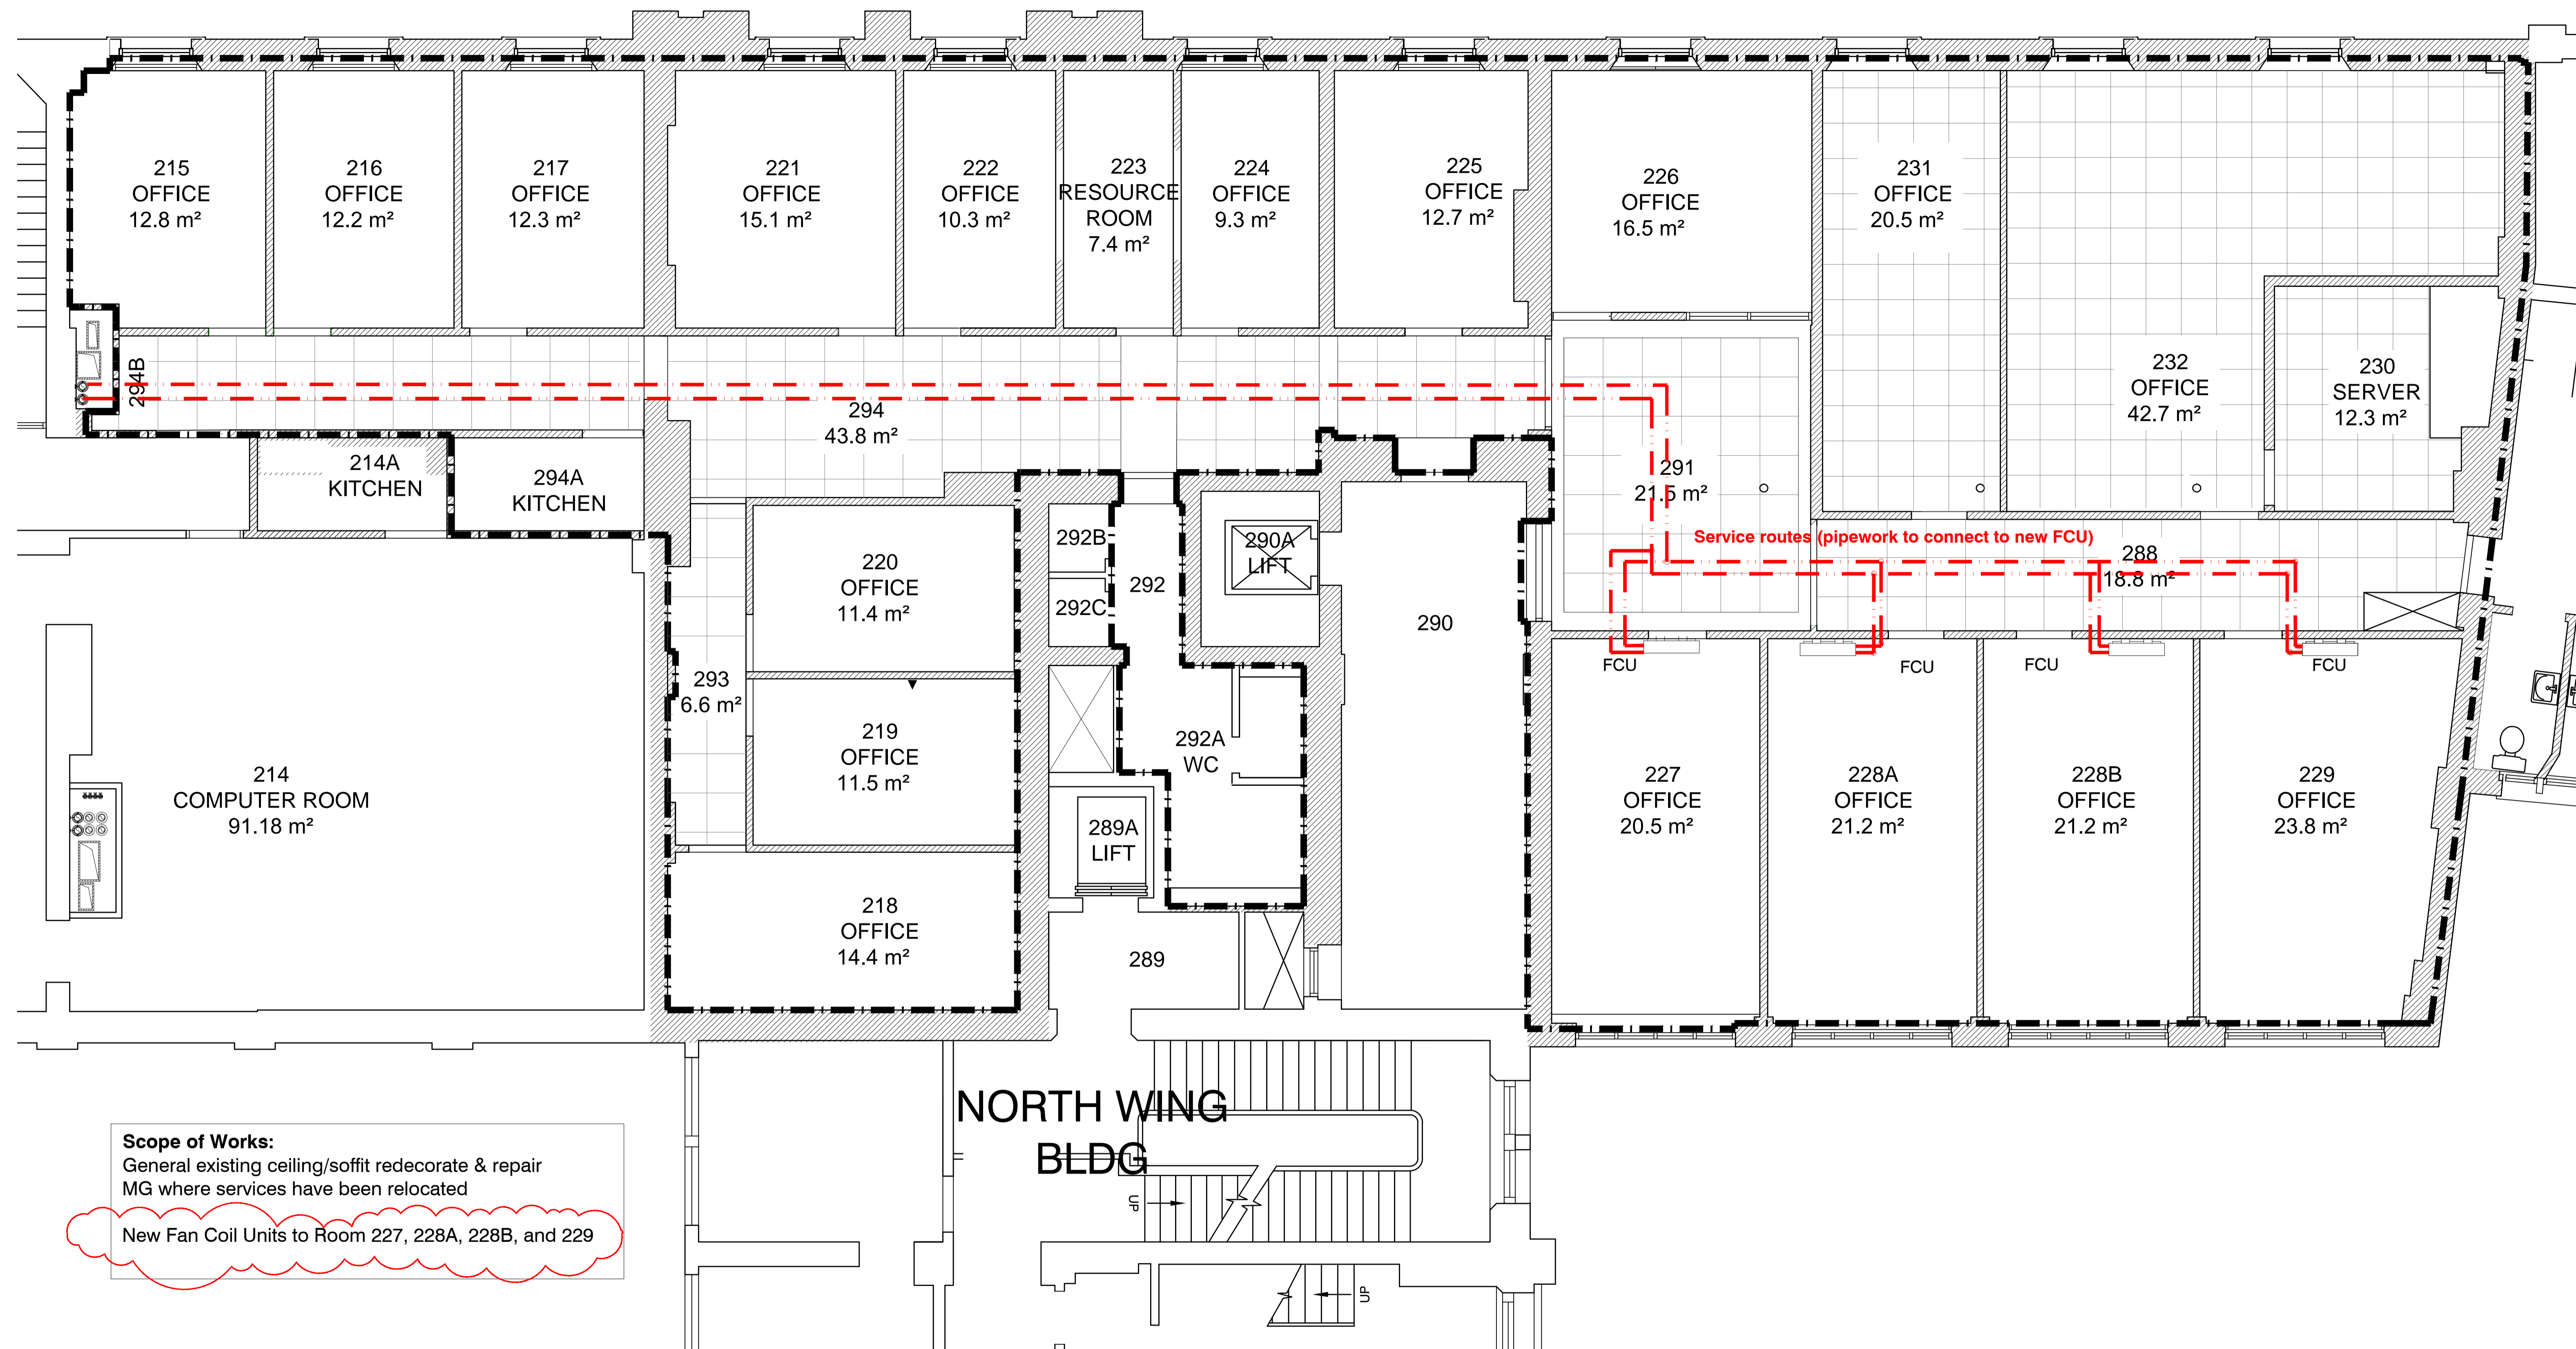 215
OFFICE
12.8 m²
216
OFFICE
12.2 m²
217
OFFICE
12.3 m²
221
OFFICE
15.1 m²
222
OFFICE
10.3 m²
223
RESOURCE
ROOM
7.4 m²
224
OFFICE
9.3 m²
225
OFFICE
12.7 m²
226
OFFICE
16.5 m²
231
OFFICE
20.5 m²
232
OFFICE
42.7 m²
230
SERVER
12.3 m²
294B
294
43.8 m²
291
21.5 m²
214A
KITCHEN
294A
KITCHEN
Service routes (pipework to connect to new FCU)
288
18.8 m²
220
OFFICE
11.4 m²
292B
292C
292
290A
LIFT
290
FCU
FCU
FCU
FCU
293
6.6 m²
219
OFFICE
11.5 m²
292A
WC
214
COMPUTER ROOM
91.18 m²
289A
LIFT
227
OFFICE
20.5 m²
228A
OFFICE
21.2 m²
228B
OFFICE
21.2 m²
229
OFFICE
23.8 m²
218
OFFICE
14.4 m²
289
NORTH WING
BLDG
UP
UP
Scope of Works:
General existing ceiling/soffit redecorate & repair
MG where services have been relocated
New Fan Coil Units to Room 227, 228A, 228B, and 229